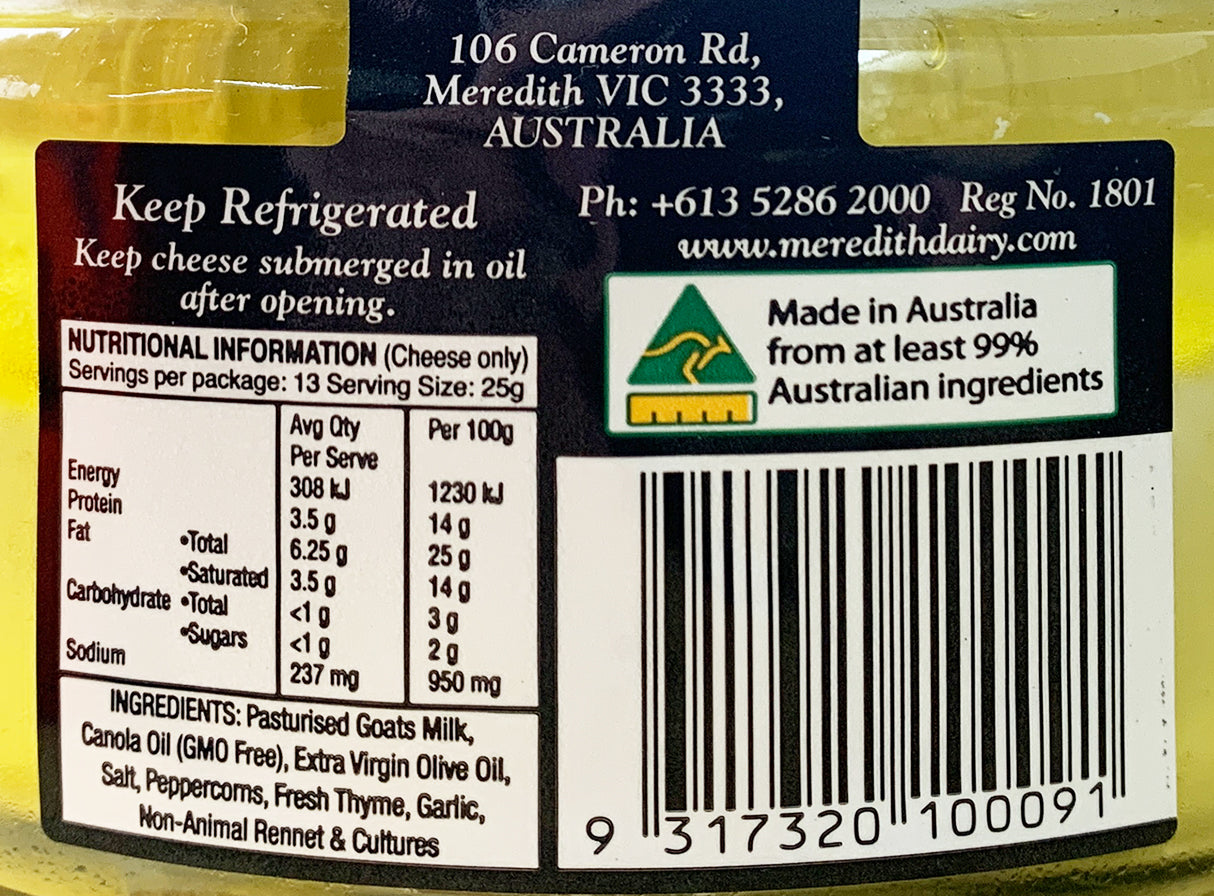 106 Cameron Rd,
Meredith VIC 3333,
AUSTRALIA
Keep Refrigerated
Keep cheese submerged in oil
after opening.
Ph: +613 5286 2000 Reg No. 1801
www.meredithdairy.com
Made in Australia
from at least 99%
Australian ingredients
NUTRITIONAL INFORMATION (Cheese only)
Servings per package: 13 Serving Size: 25g
Avg Qty Per 100g
Per Serve
Energy 308 kJ 1230 kJ
Protein 3.5 g 14 g
Fat •Total 6.25 g 25 g
•Saturated 3.5 g 14 g
Carbohydrate •Total <1 g 3 g
•Sugars <1 g 2 g
Sodium 237 mg 950 mg
INGREDIENTS: Pasturised Goats Milk,
Canola Oil (GMO Free), Extra Virgin Olive Oil,
Salt, Peppercorns, Fresh Thyme, Garlic,
Non-Animal Rennet & Cultures
9 317320 100091